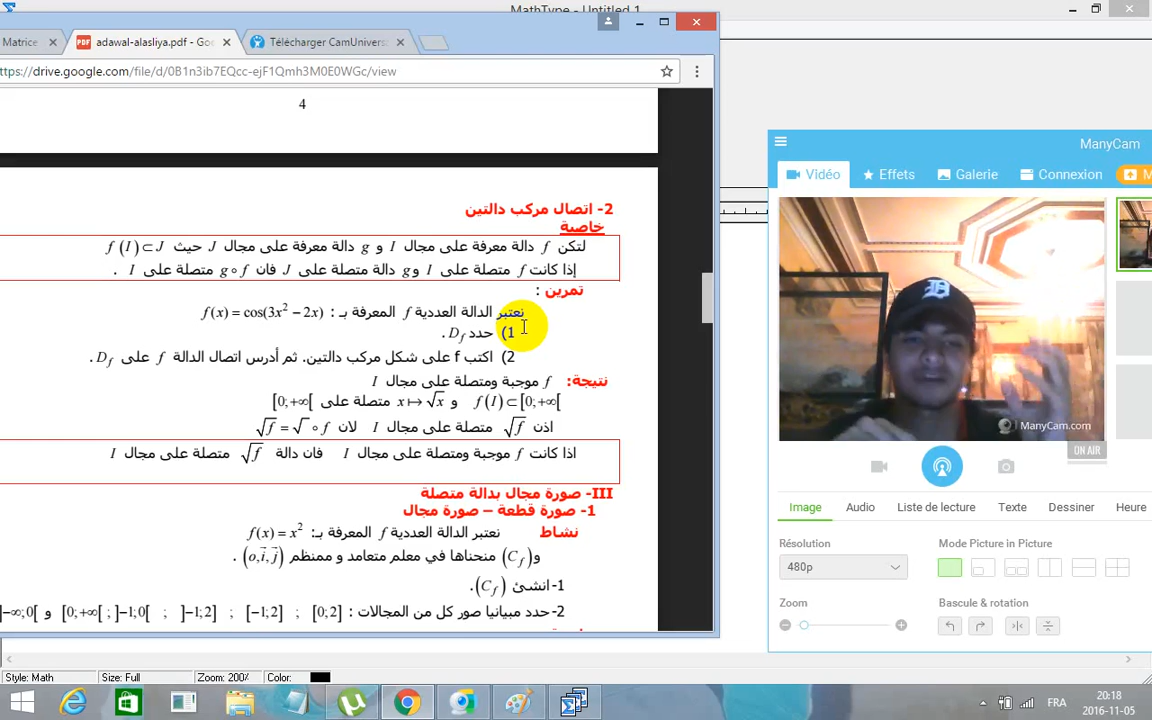 MathType - Untitled 1
Matrice
adawal-alasliya.pdf - Goo
Télécharger CamUnivers
ttps://drive.google.com/file/d/0B1n3ib7EQcc-ejF1Qmh3M0E0WGc/view
4
2- اتصال مركب دالتين
خاصية
لتكن f دالة معرفة على مجال I و g دالة معرفة على مجال J حيث f(I)⊂J
إذا كانت f متصلة على I و g دالة متصلة على J فان g∘f متصلة على I .
تمرين :
نعتبر الدالة العددية f المعرفة بـ : f(x) = cos(3x² − 2x)
1) حدد D_f .
2) اكتب f على شكل مركب دالتين. ثم أدرس اتصال الدالة f على D_f .
نتيجة: f موجبة ومتصلة على مجال I
f(I)⊂[0;+∞[ و x↦√x متصلة على [0;+∞[
اذن √f متصلة على مجال I لان √f = √∘f
اذا كانت f موجبة ومتصلة على مجال I فان دالة √f متصلة على مجال I
III- صورة مجال بدالة متصلة
1- صورة قطعة – صورة مجال
نشاط نعتبر الدالة العددية f المعرفة بـ: f(x) = x²
و(C_f) منحناها في معلم متعامد و ممنظم (o,i⃗,j⃗) .
1- انشئ (C_f).
2- حدد مبيانيا صور كل من المجالات : [0;2] ; [-1;2] ; ]-1;2] ; ]-1;0[ ; [0;+∞[ و ]-∞;0[
ManyCam
Vidéo
Effets
Galerie
Connexion
M
D
ManyCam.com
ON AIR
Image
Audio
Liste de lecture
Texte
Dessiner
Heure
Résolution
Mode Picture in Picture
480p
Zoom
Bascule & rotation
Style: Math
Size: Full
Zoom: 200%
Color:
FRA
20:18
2016-11-05